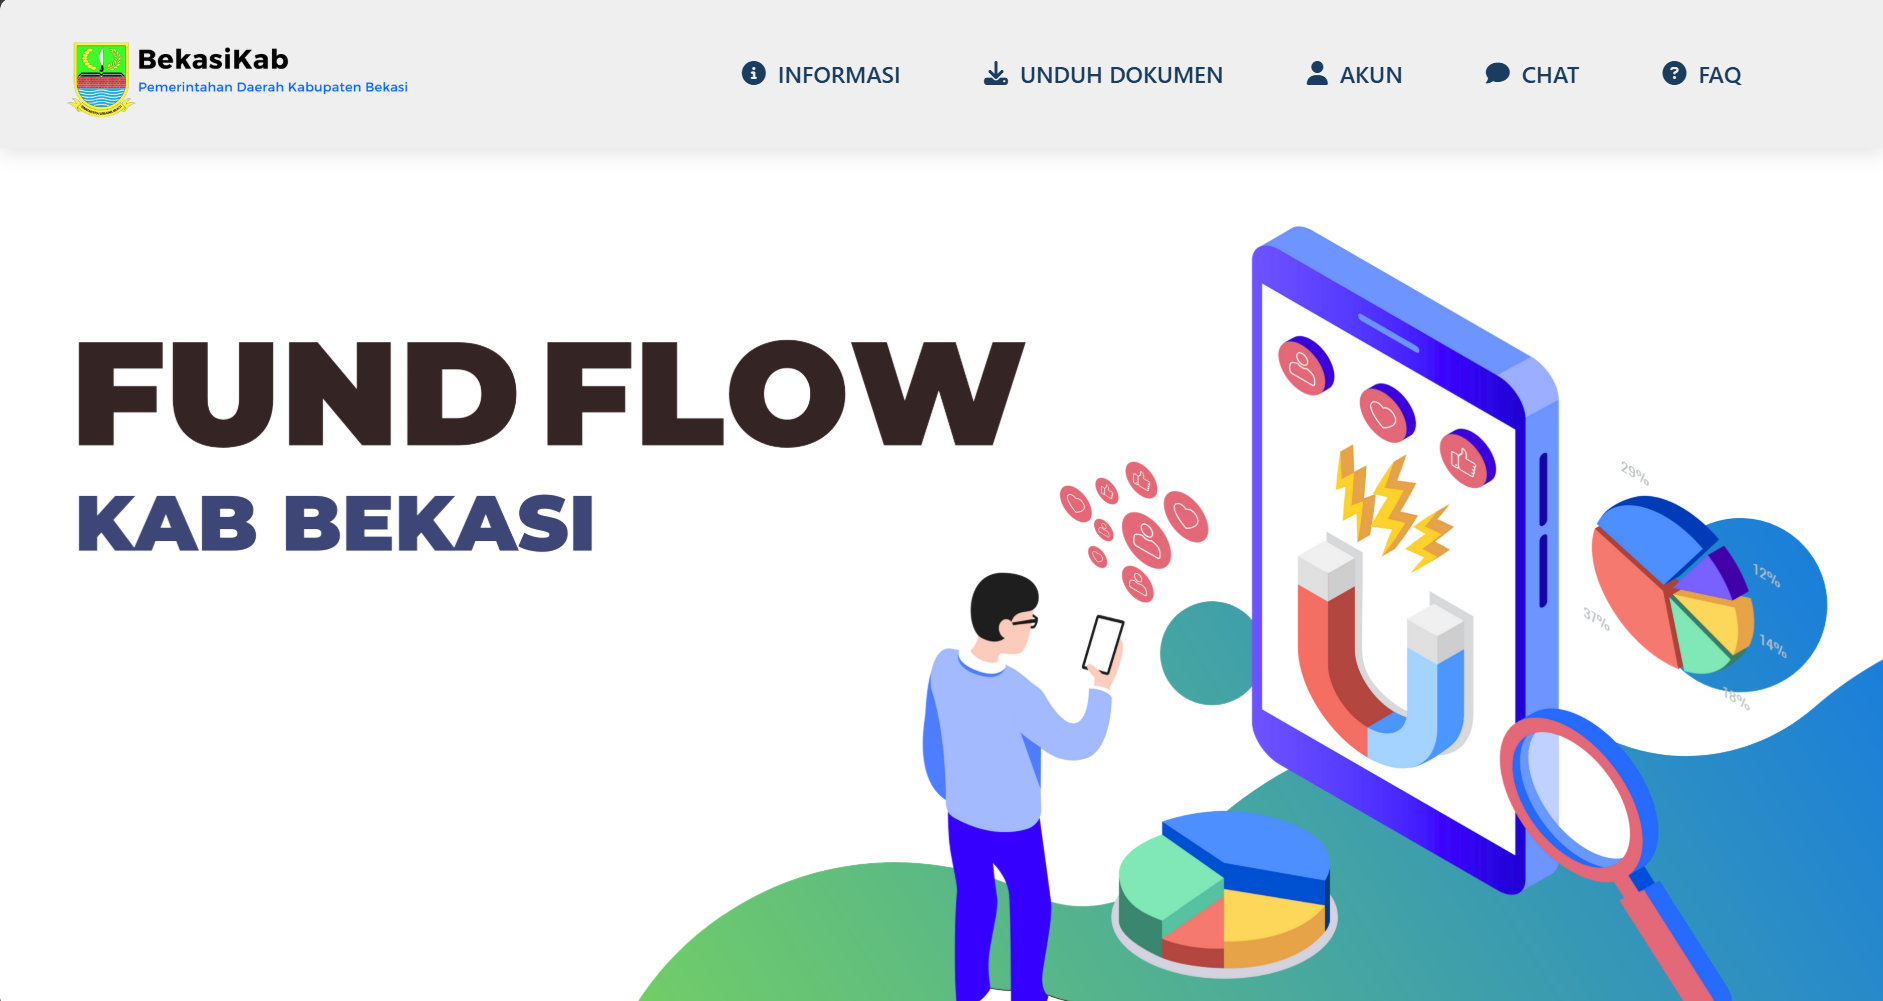 BekasiKab
Pemerintahan Daerah Kabupaten Bekasi
INFORMASI
UNDUH DOKUMEN
AKUN
CHAT
FAQ
FUND FLOW
KAB BEKASI
29%
12%
37%
14%
18%